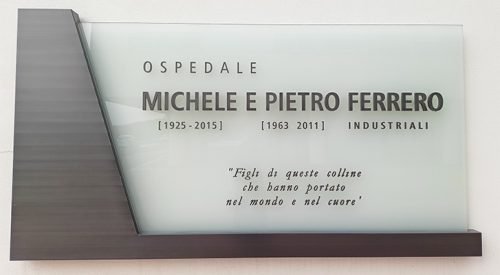 OSPEDALE
MICHELE E PIETRO FERRERO
[1925-2015] [1963 2011] INDUSTRIALI
"Figli di queste colline
che hanno portato
nel mondo e nel cuore"